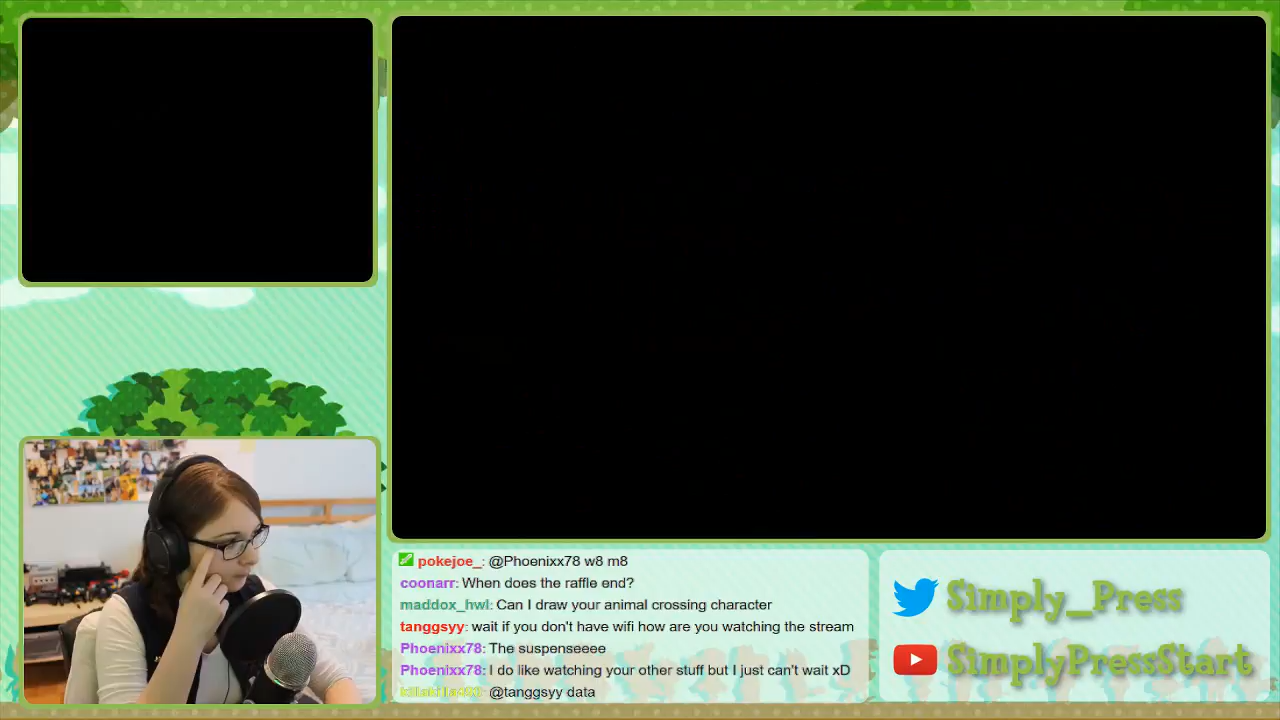 pokejoe_: @Phoenixx78 w8 m8
coonarr: When does the raffle end?
maddox_hwl: Can I draw your animal crossing character
tanggsyy: wait if you don't have wifi how are you watching the stream
Phoenixx78: The suspenseeee
Phoenixx78: I do like watching your other stuff but I just can't wait xD
@tanggsyy data
Simply_Press
SimplyPressStart